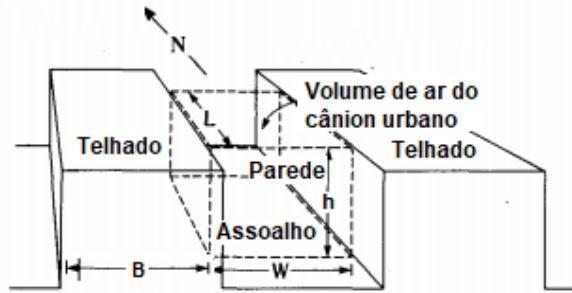 N
L
Volume de ar do
cânion urbano
Telhado
Parede
Telhado
h
Assoalho
B
W